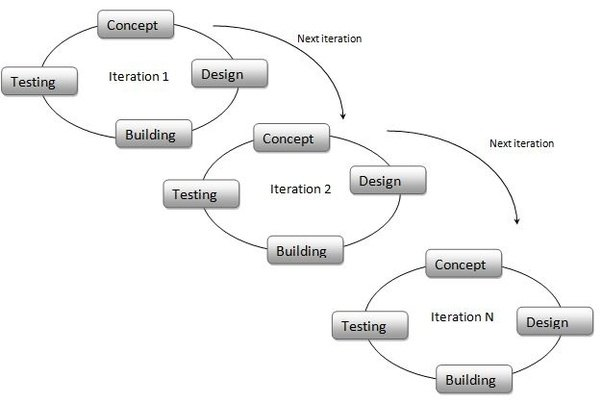 Concept
Next iteration
Testing
Iteration 1
Design
Building
Concept
Next iteration
Testing
Iteration 2
Design
Building
Concept
Testing
Iteration N
Design
Building